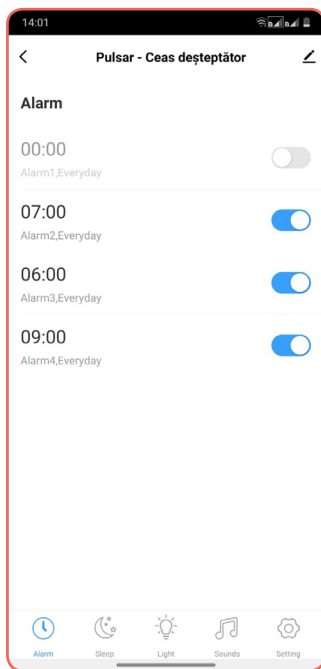 14:01
Pulsar - Ceas deșteptător
Alarm
00:00
Alarm1,Everyday
07:00
Alarm2,Everyday
06:00
Alarm3,Everyday
09:00
Alarm4,Everyday
Alarm Sleep Light Sounds Setting